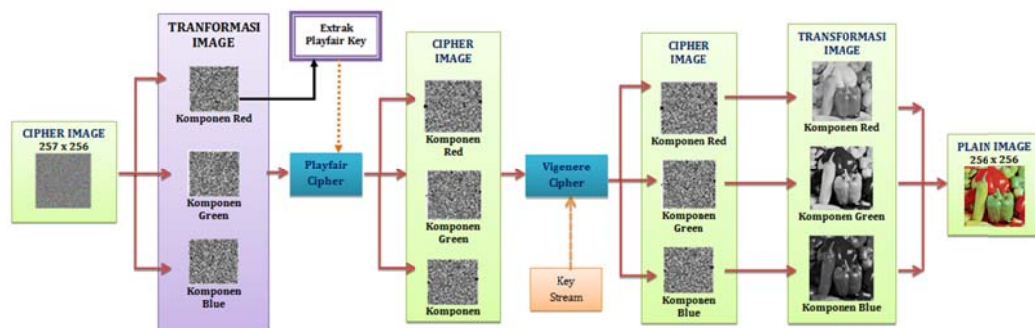 CIPHER IMAGE
257 x 256
TRANFORMASI
IMAGE
Komponen Red
Komponen
Green
Komponen
Blue
Extrak
Playfair Key
Playfair
Cipher
CIPHER
IMAGE
Komponen
Red
Komponen
Green
Komponen
Vigenere
Cipher
Key
Stream
CIPHER
IMAGE
Komponen Red
Komponen
Green
Komponen
Blue
TRANSFORMASI
IMAGE
Komponen Red
Komponen Green
Komponen Blue
PLAIN IMAGE
256 x 256